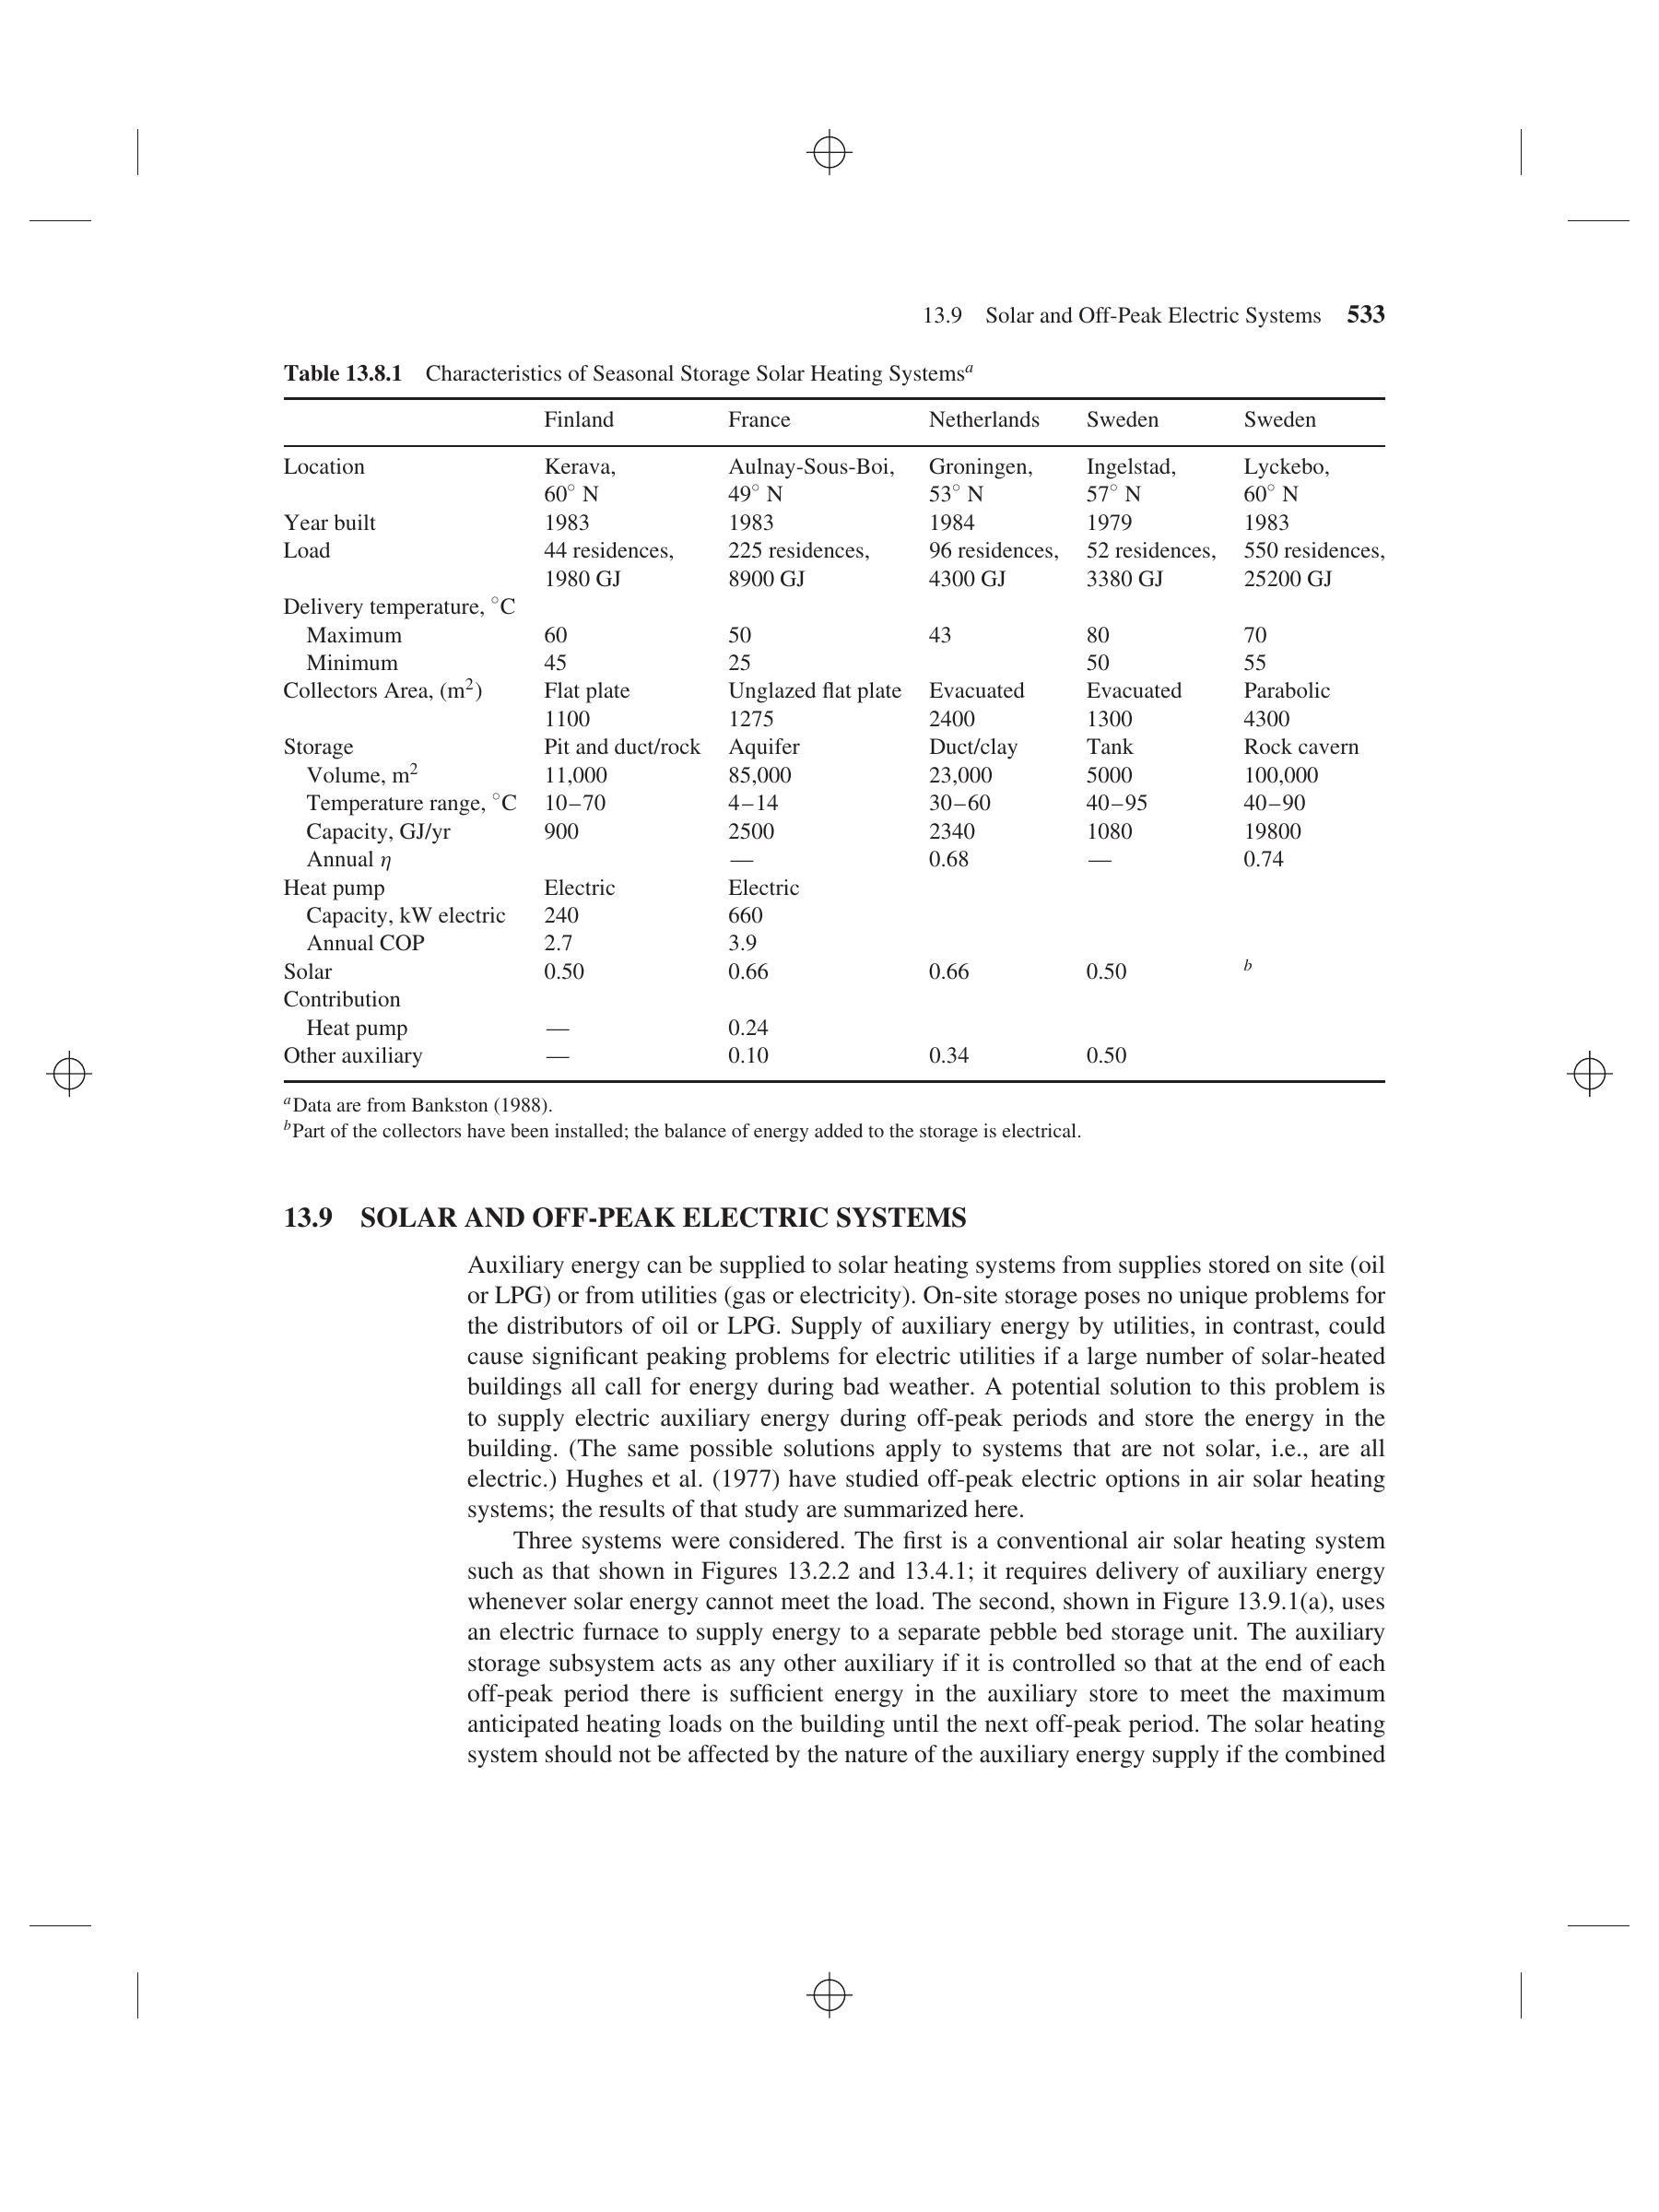 13.9 Solar and Off-Peak Electric Systems 533
Table 13.8.1 Characteristics of Seasonal Storage Solar Heating Systemsᵃ
Finland France Netherlands Sweden Sweden
Location Kerava, Aulnay-Sous-Boi, Groningen, Ingelstad, Lyckebo,
60° N 49° N 53° N 57° N 60° N
Year built 1983 1983 1984 1979 1983
Load 44 residences, 225 residences, 96 residences, 52 residences, 550 residences,
1980 GJ 8900 GJ 4300 GJ 3380 GJ 25200 GJ
Delivery temperature, °C
Maximum 60 50 43 80 70
Minimum 45 25 50 55
Collectors Area, (m²) Flat plate Unglazed flat plate Evacuated Evacuated Parabolic
1100 1275 2400 1300 4300
Storage Pit and duct/rock Aquifer Duct/clay Tank Rock cavern
Volume, m² 11,000 85,000 23,000 5000 100,000
Temperature range, °C 10–70 4–14 30–60 40–95 40–90
Capacity, GJ/yr 900 2500 2340 1080 19800
Annual η — 0.68 — 0.74
Heat pump Electric Electric
Capacity, kW electric 240 660
Annual COP 2.7 3.9
Solar 0.50 0.66 0.66 0.50 ᵇ
Contribution
Heat pump — 0.24
Other auxiliary — 0.10 0.34 0.50
ᵃData are from Bankston (1988).
ᵇPart of the collectors have been installed; the balance of energy added to the storage is electrical.
13.9 SOLAR AND OFF-PEAK ELECTRIC SYSTEMS
Auxiliary energy can be supplied to solar heating systems from supplies stored on site (oil
or LPG) or from utilities (gas or electricity). On-site storage poses no unique problems for
the distributors of oil or LPG. Supply of auxiliary energy by utilities, in contrast, could
cause significant peaking problems for electric utilities if a large number of solar-heated
buildings all call for energy during bad weather. A potential solution to this problem is
to supply electric auxiliary energy during off-peak periods and store the energy in the
building. (The same possible solutions apply to systems that are not solar, i.e., are all
electric.) Hughes et al. (1977) have studied off-peak electric options in air solar heating
systems; the results of that study are summarized here.
Three systems were considered. The first is a conventional air solar heating system
such as that shown in Figures 13.2.2 and 13.4.1; it requires delivery of auxiliary energy
whenever solar energy cannot meet the load. The second, shown in Figure 13.9.1(a), uses
an electric furnace to supply energy to a separate pebble bed storage unit. The auxiliary
storage subsystem acts as any other auxiliary if it is controlled so that at the end of each
off-peak period there is sufficient energy in the auxiliary store to meet the maximum
anticipated heating loads on the building until the next off-peak period. The solar heating
system should not be affected by the nature of the auxiliary energy supply if the combined